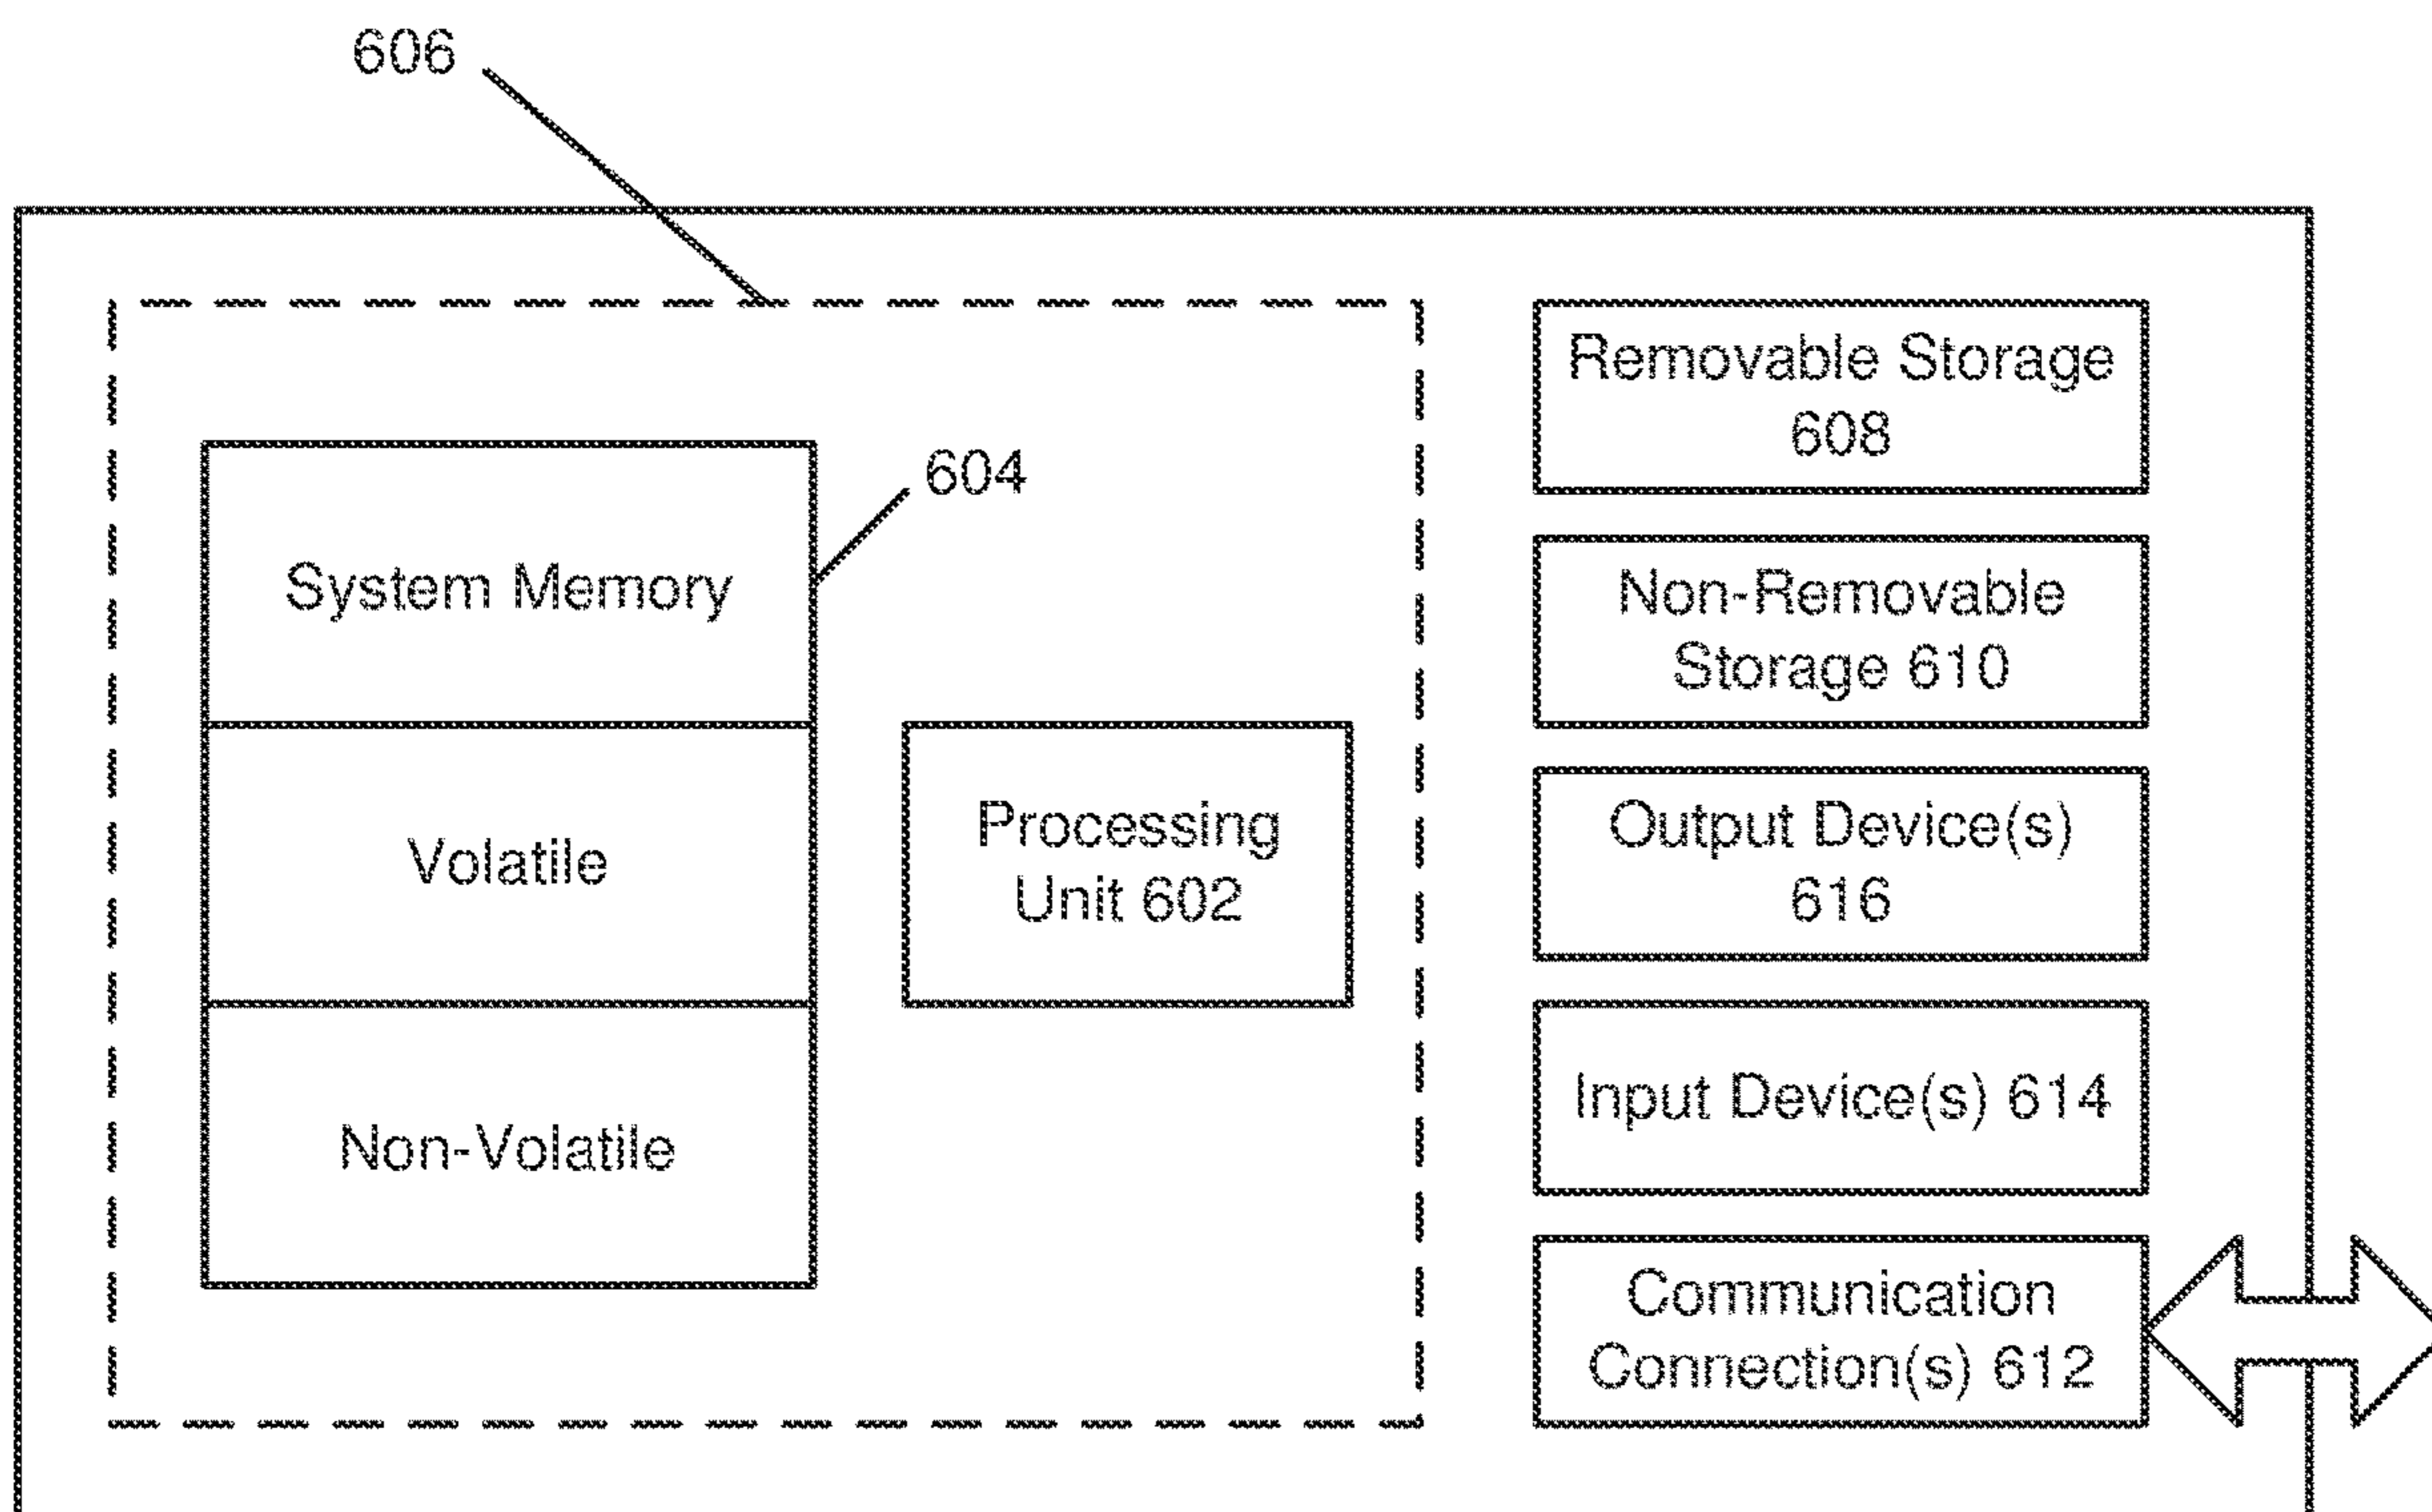 606
604
System Memory
Volatile
Non-Volatile
Processing
Unit 602
Removable Storage
608
Non-Removable
Storage 610
Output Device(s)
616
Input Device(s) 614
Communication
Connection(s) 612